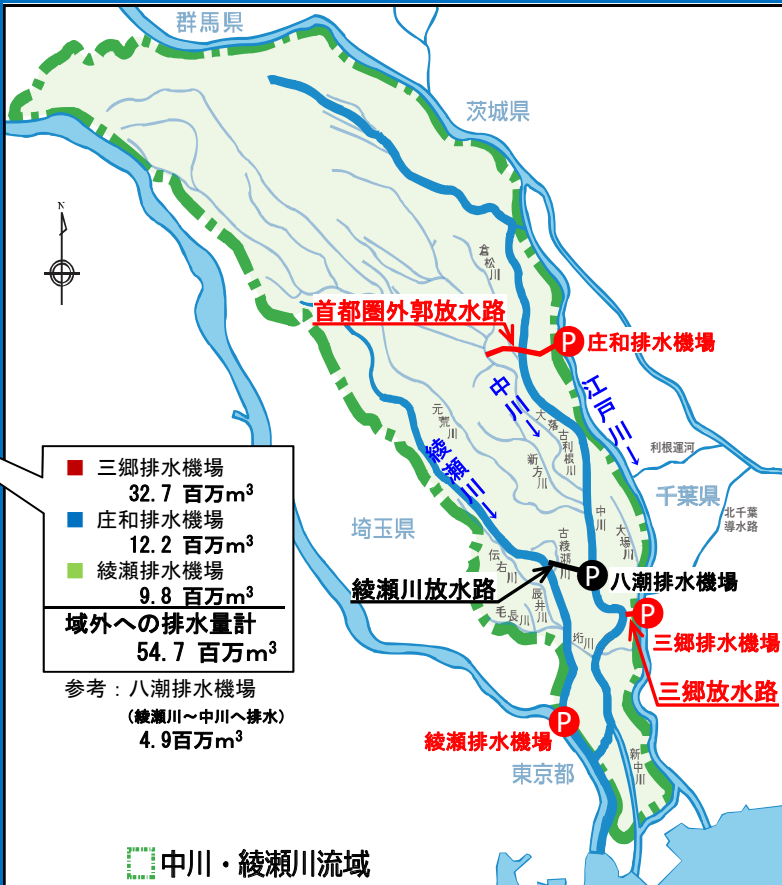 群馬県
茨城県
N
倉松川
首都圏外郭放水路
P
庄和排水機場
中川→
江戸川→
元荒川
大落古利根川
綾瀬川→
新方川
利根運河
千葉県
北千葉
導水路
■ 三郷排水機場
32.7 百万m³
■ 庄和排水機場
12.2 百万m³
■ 綾瀬排水機場
9.8 百万m³
域外への排水量計
54.7 百万m³
参考：八潮排水機場
(綾瀬川～中川へ排水)
4.9百万m³
埼玉県
中川
大場川
古綾瀬川
伝右川
綾瀬川放水路
P
八潮排水機場
辰井川
毛長川
垳川
P
三郷排水機場
三郷放水路
P
綾瀬排水機場
新中川
東京都
中川・綾瀬川流域